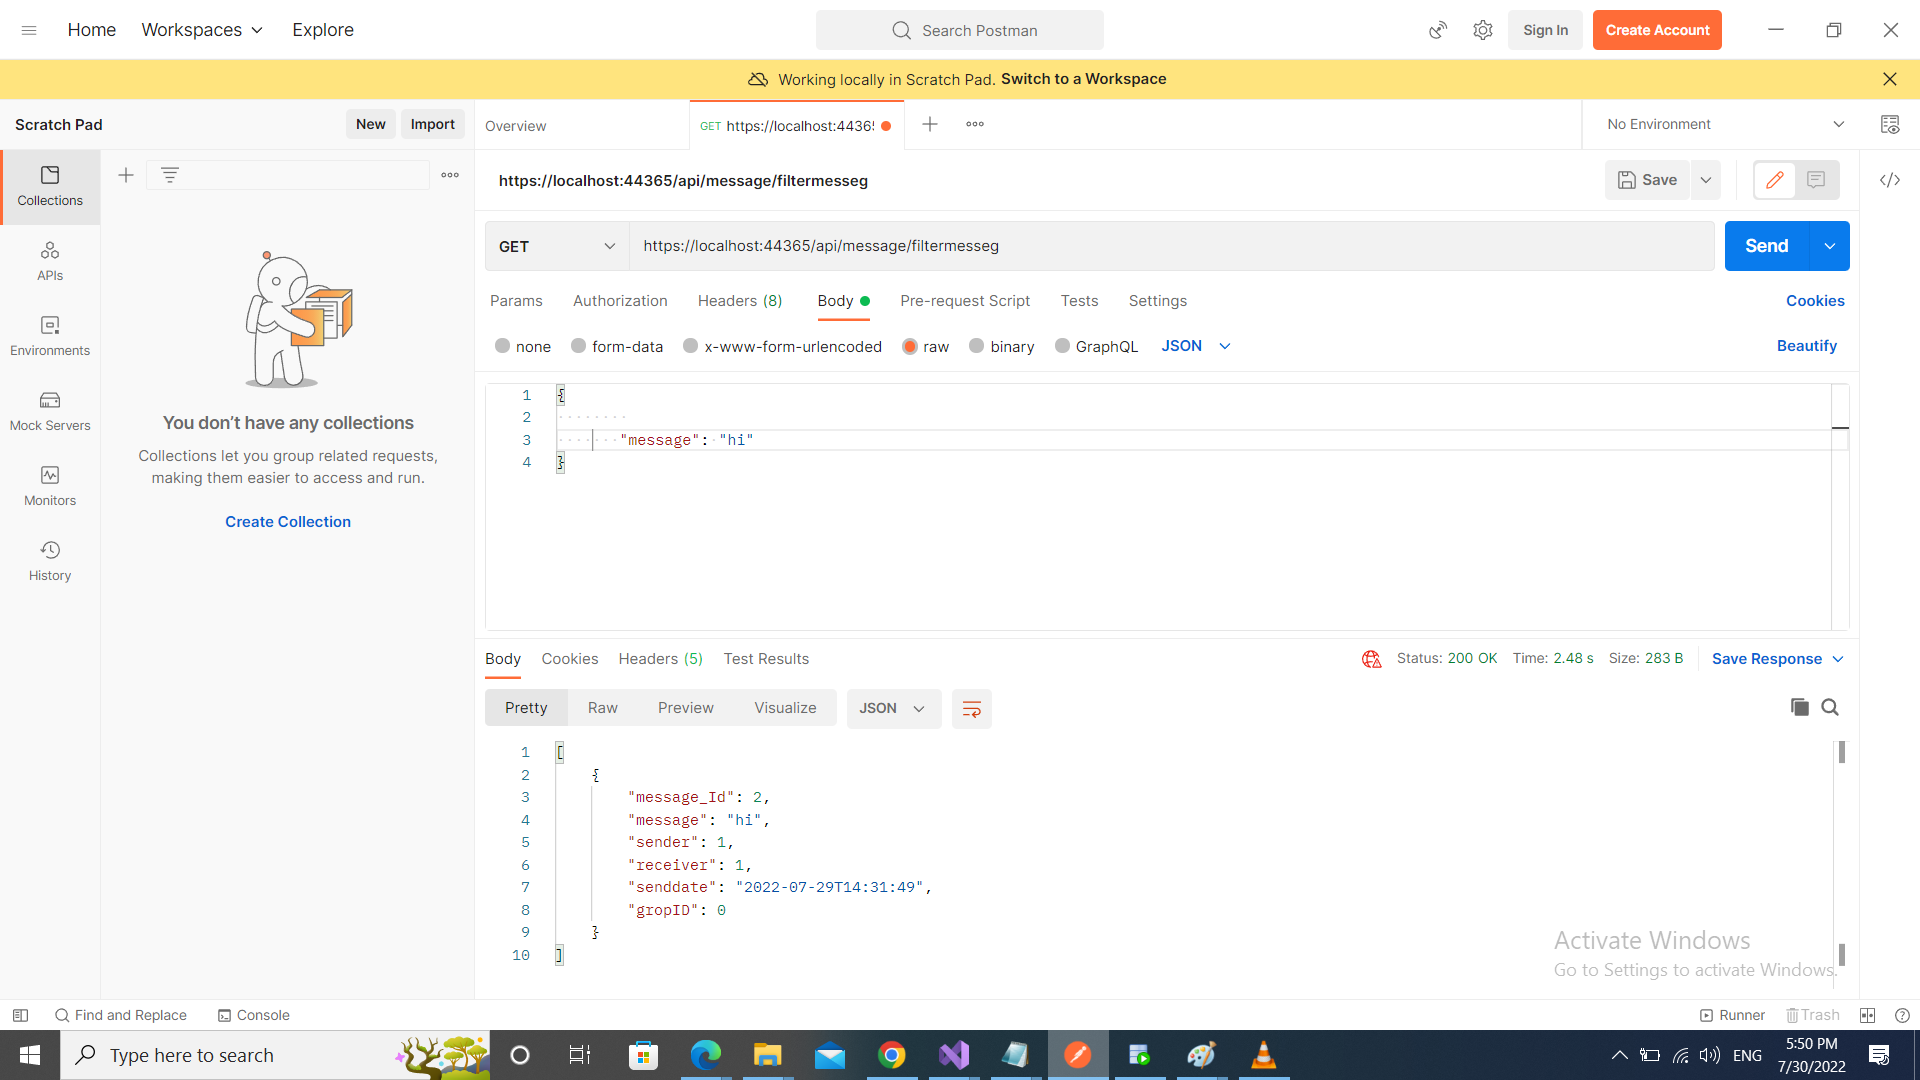 Home Workspaces Explore Search Postman Sign In Create Account
Working locally in Scratch Pad. Switch to a Workspace
Scratch Pad New Import Overview GET https://localhost:4436 No Environment
Collections
APIs
Environments
Mock Servers
Monitors
History
You don’t have any collections
Collections let you group related requests,
making them easier to access and run.
Create Collection
https://localhost:44365/api/message/filtermesseg Save
GET https://localhost:44365/api/message/filtermesseg Send
Params Authorization Headers (8) Body Pre-request Script Tests Settings Cookies
none form-data x-www-form-urlencoded raw binary GraphQL JSON Beautify
1 {
2
3 "message": "hi"
4 }
Body Cookies Headers (5) Test Results Status: 200 OK Time: 2.48 s Size: 283 B Save Response
Pretty Raw Preview Visualize JSON
1 [
2 {
3 "message_Id": 2,
4 "message": "hi",
5 "sender": 1,
6 "receiver": 1,
7 "senddate": "2022-07-29T14:31:49",
8 "gropID": 0
9 }
10 ]
Activate Windows
Go to Settings to activate Windows.
Find and Replace Console Runner Trash
Type here to search ENG 5:50 PM
7/30/2022